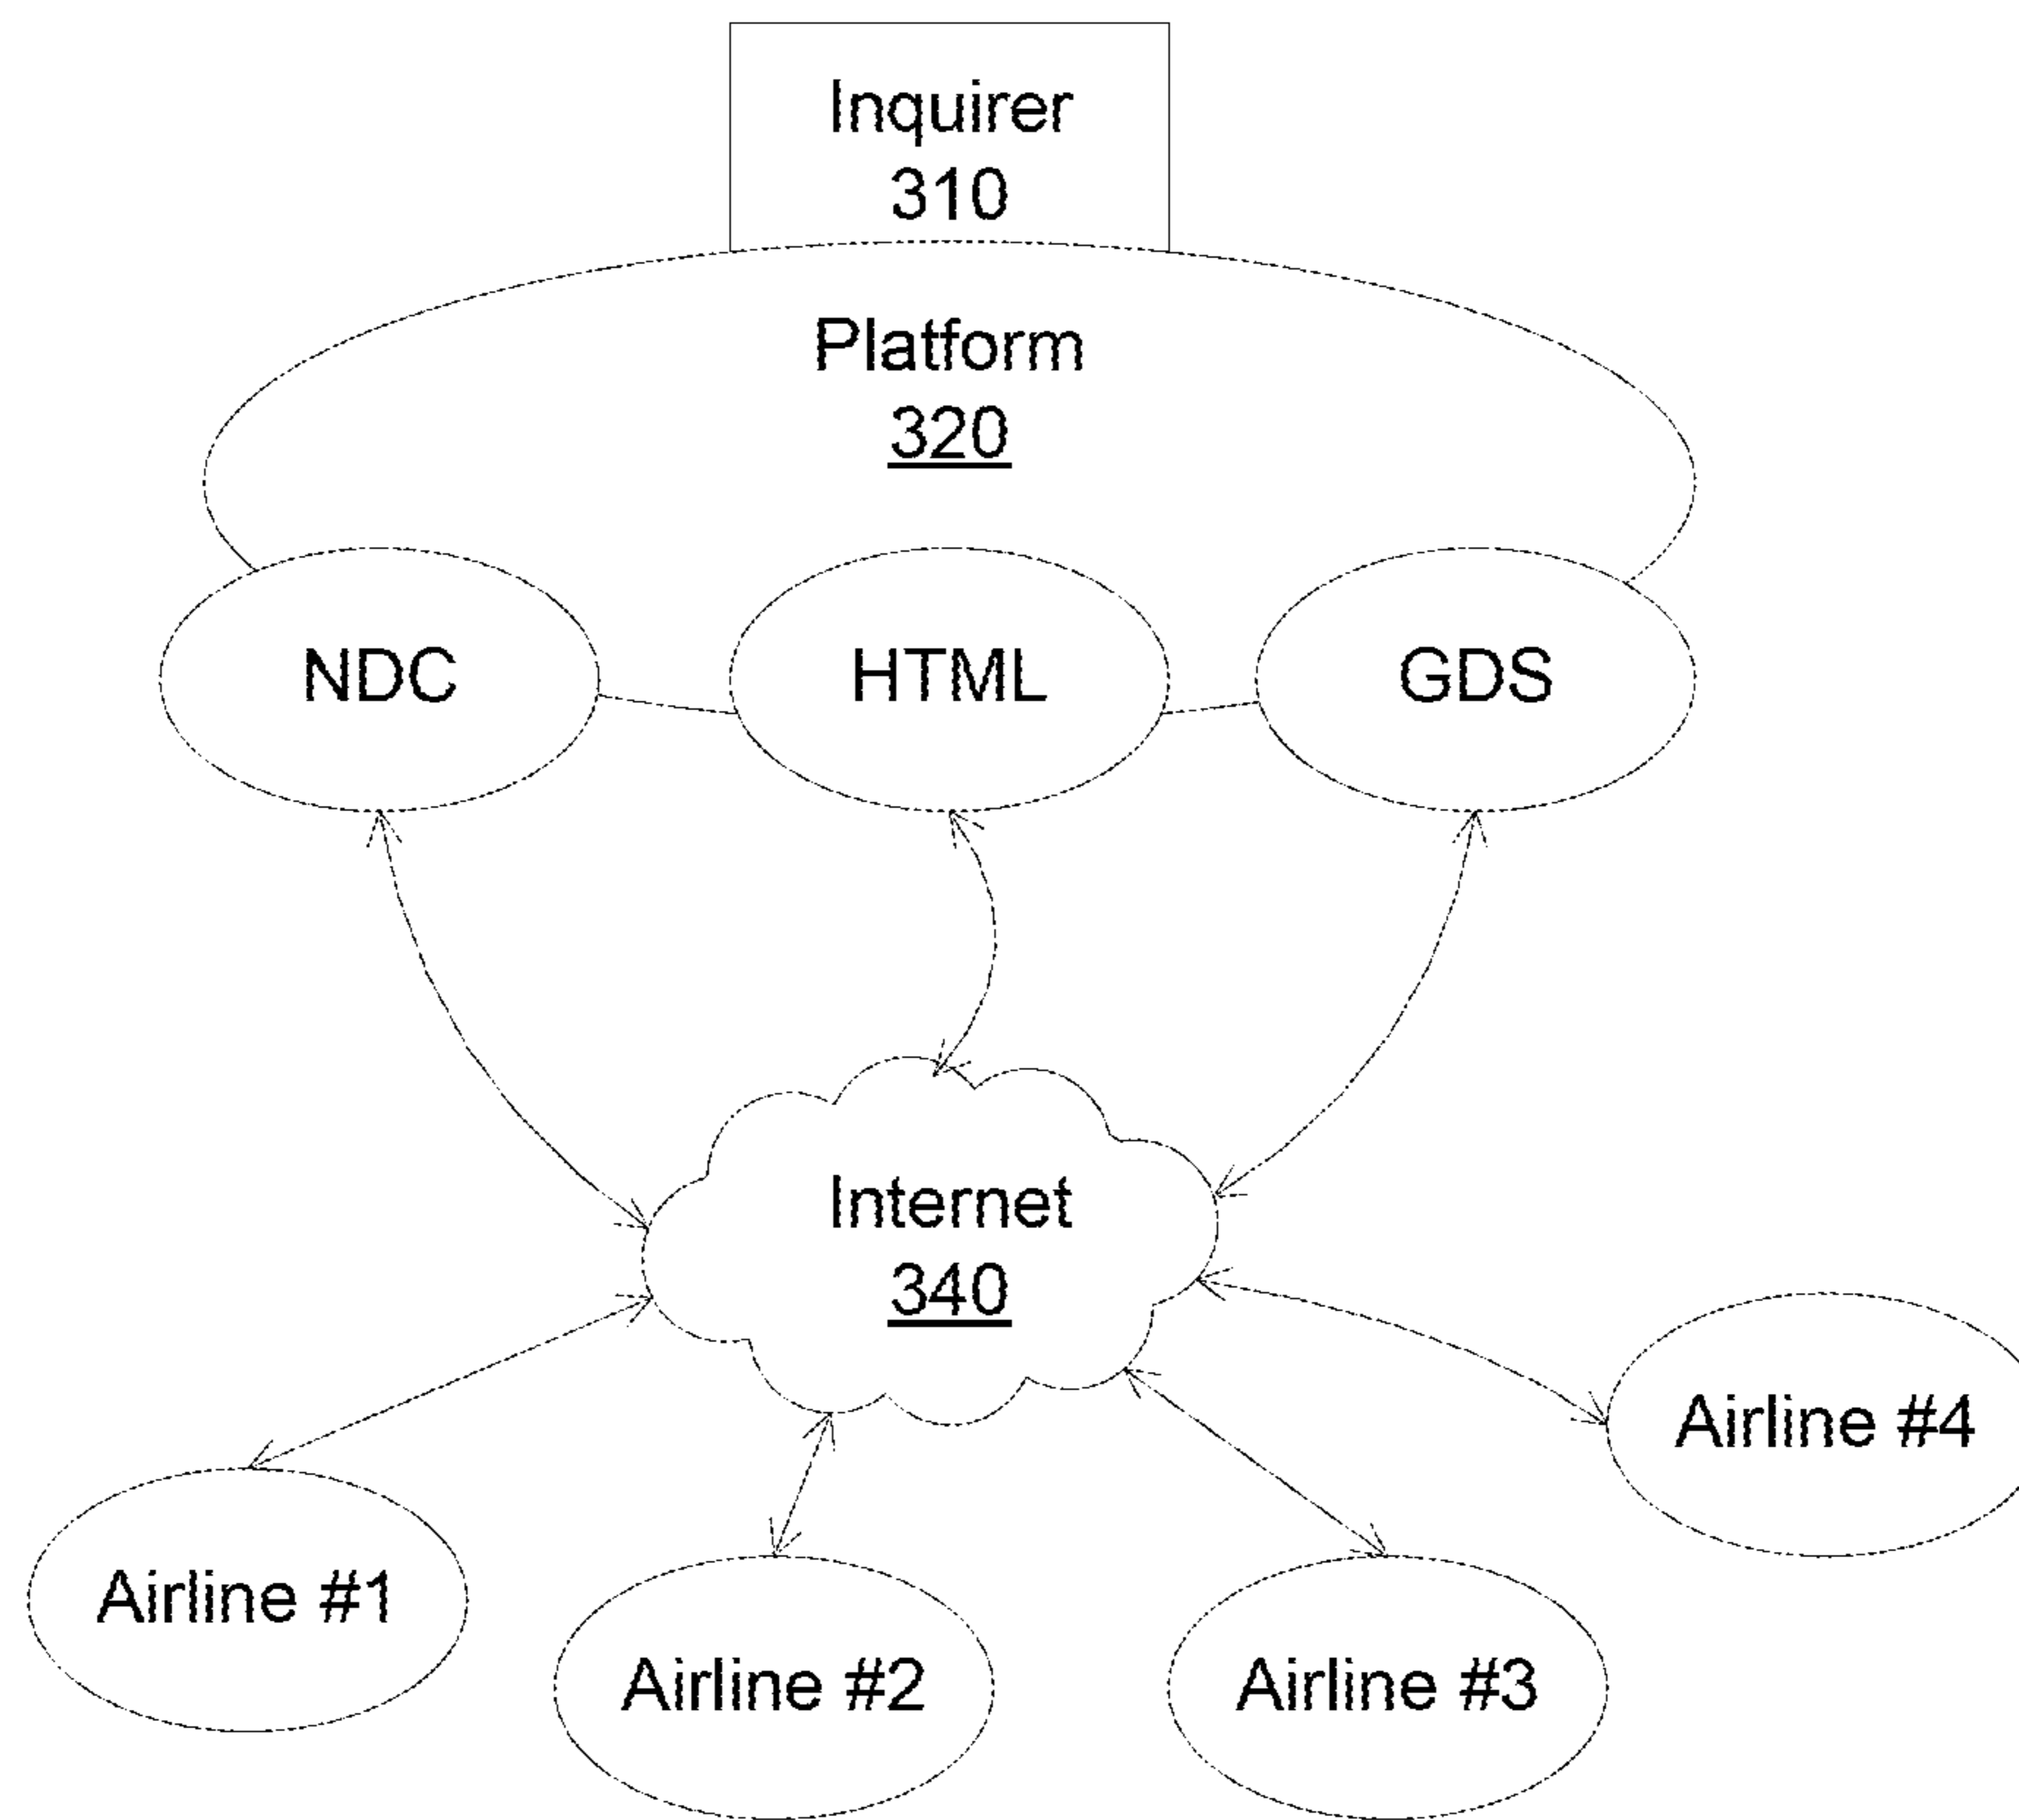 Inquirer
310
Platform
320
NDC
HTML
GDS
Internet
340
Airline #4
Airline #1
Airline #2
Airline #3